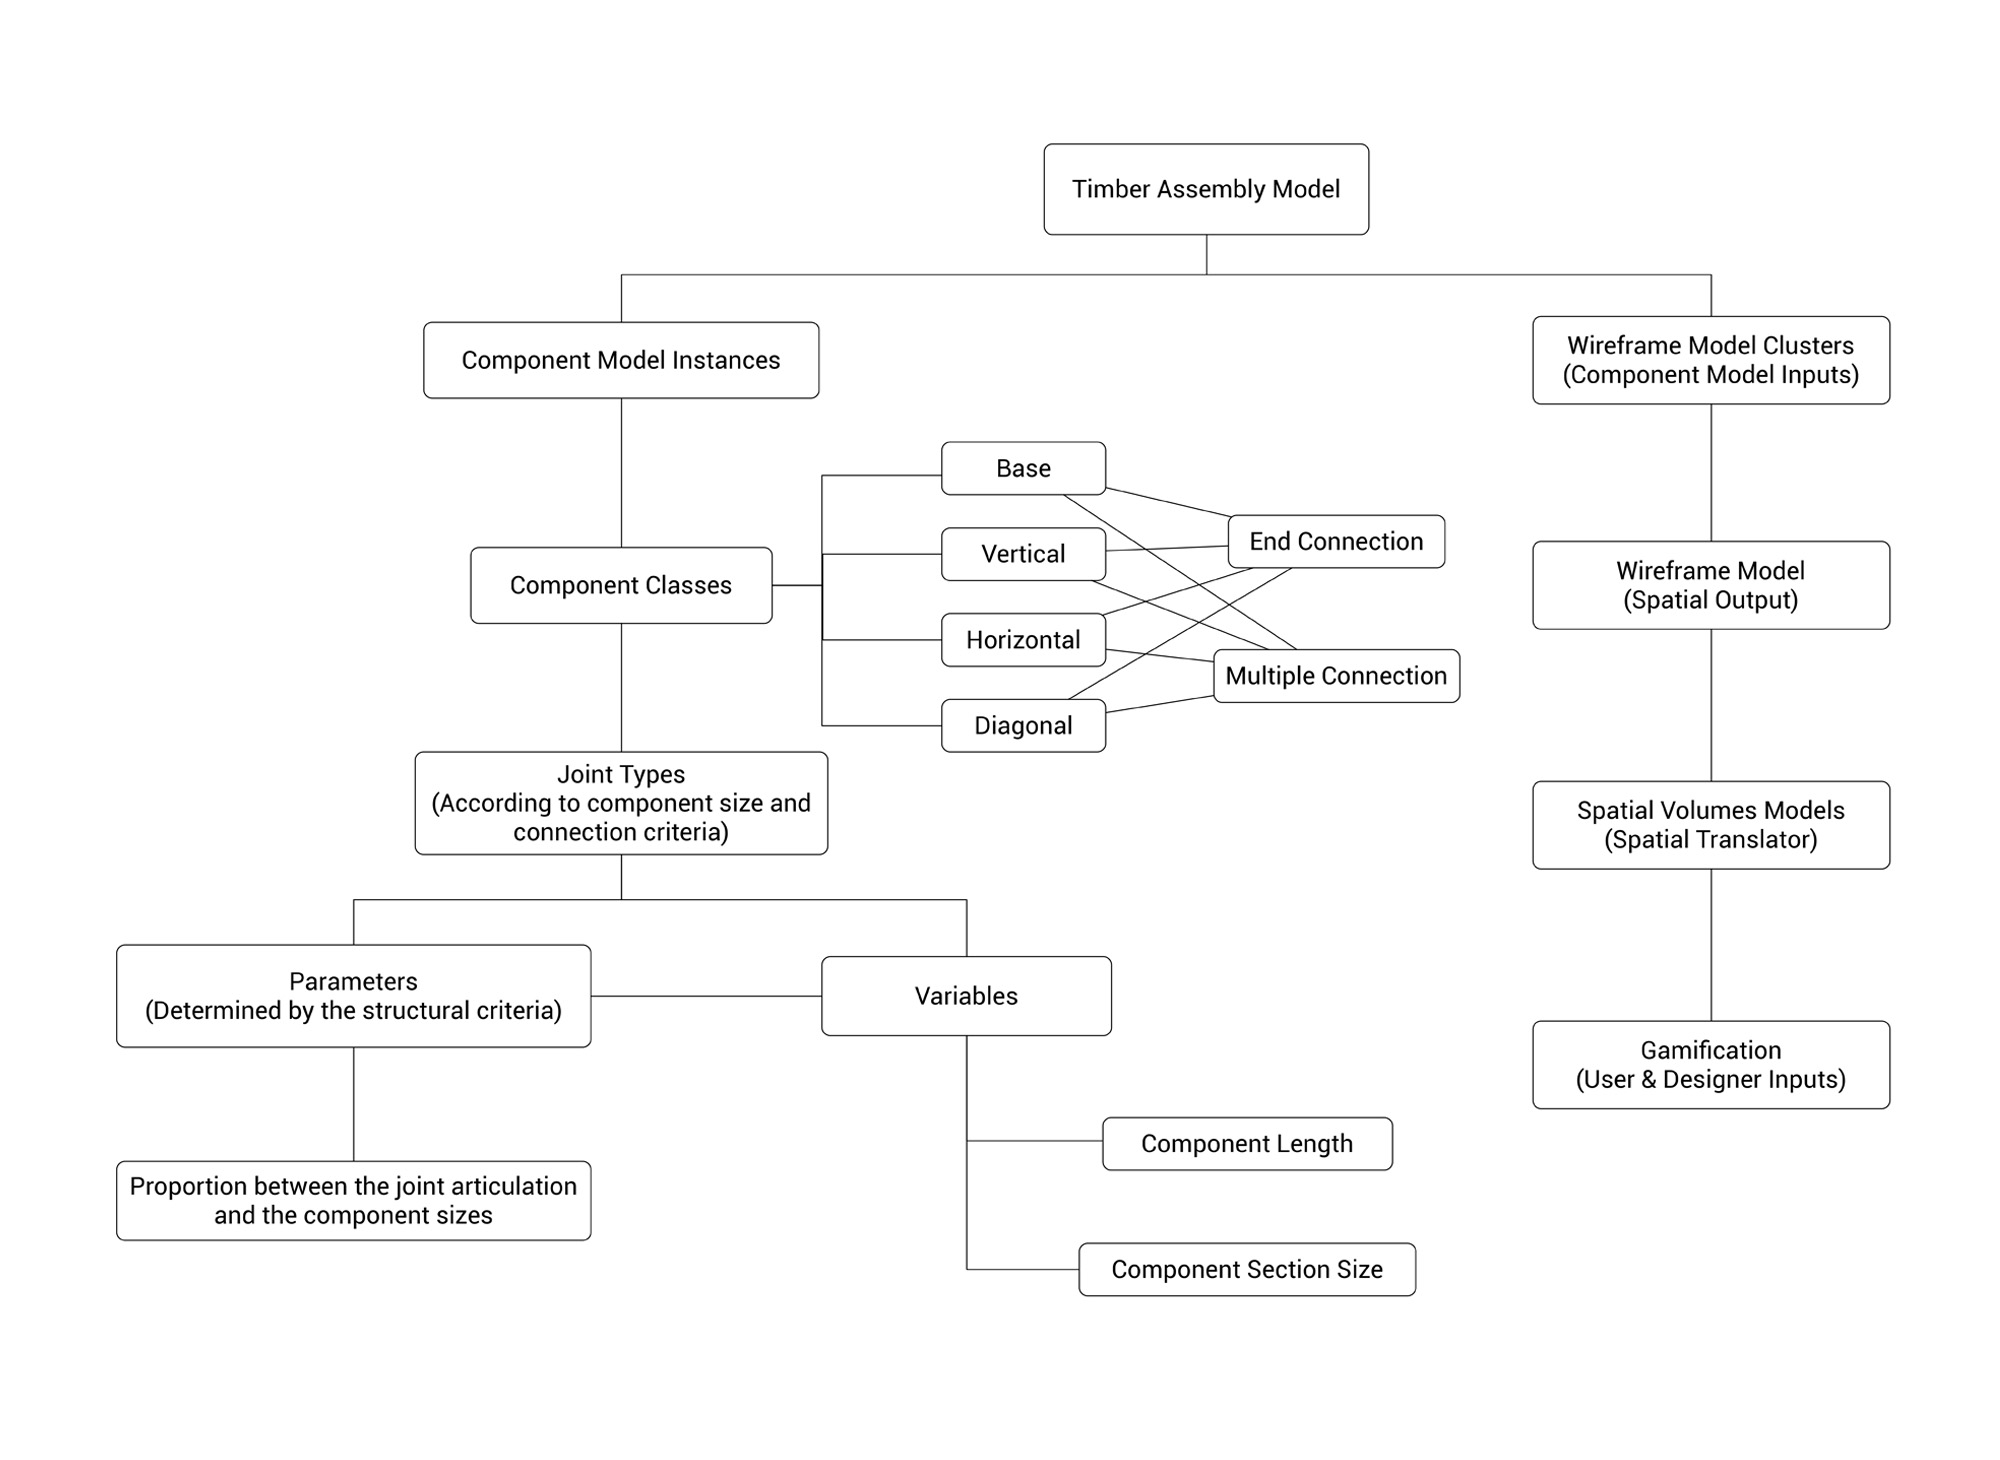 Timber Assembly Model
Component Model Instances
Wireframe Model Clusters
(Component Model Inputs)
Base
Vertical
Horizontal
Diagonal
End Connection
Multiple Connection
Component Classes
Wireframe Model
(Spatial Output)
Joint Types
(According to component size and
connection criteria)
Spatial Volumes Models
(Spatial Translator)
Parameters
(Determined by the structural criteria)
Variables
Gamification
(User & Designer Inputs)
Component Length
Proportion between the joint articulation
and the component sizes
Component Section Size